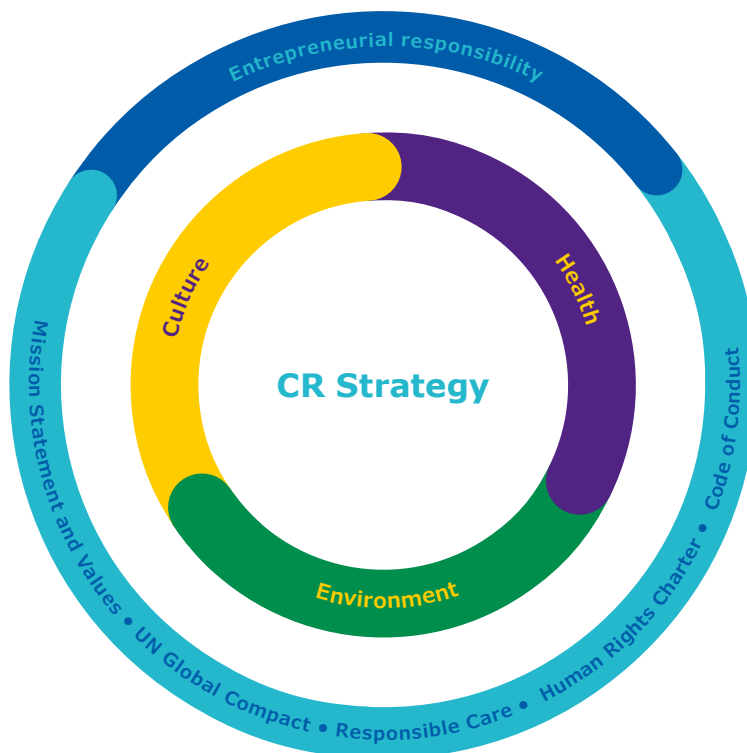 Entrepreneurial responsibility
Culture
Health
CR Strategy
Environment
Mission Statement and Values • UN Global Compact • Responsible Care • Human Rights Charter • Code of Conduct